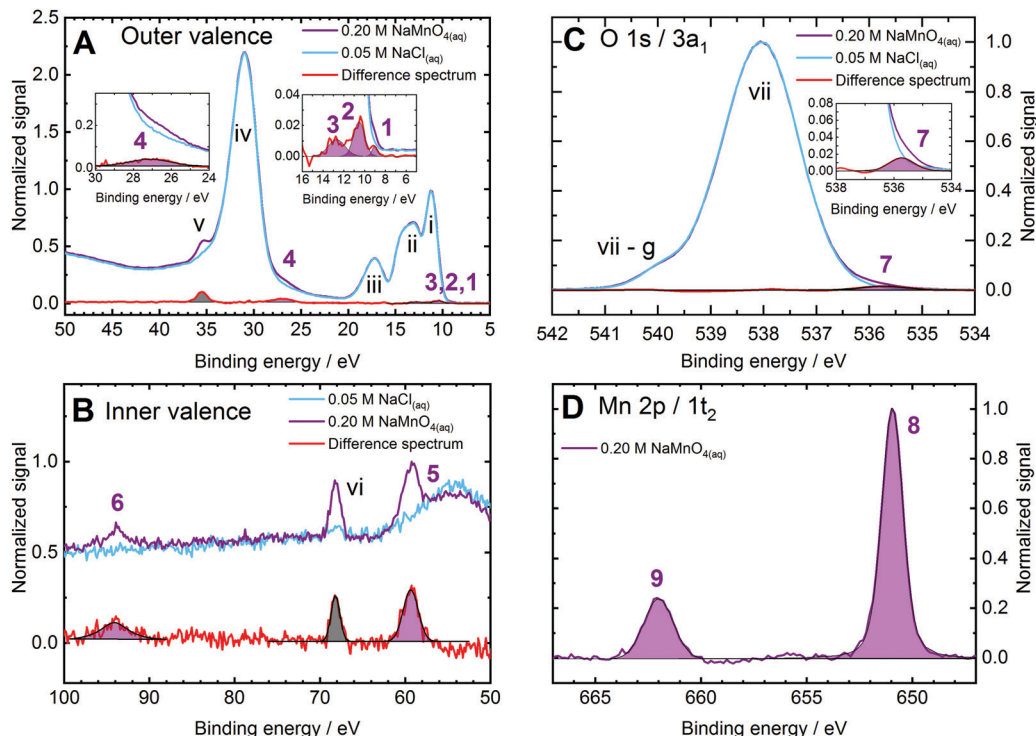 A Outer valence
0.20 M NaMnO4(aq)
0.05 M NaCl(aq)
Difference spectrum
Normalized signal
2.5
2.0
1.5
1.0
0.5
0.0
50 45 40 35 30 25 20 15 10 5
Binding energy / eV
0.2
0.0
4
30 28 26 24
Binding energy / eV
0.04
0.02
0.00
3 2 1
16 14 12 10 8 6
Binding energy / eV
iv
v
4
iii
ii
i
3,2,1
C O 1s / 3a1
0.20 M NaMnO4(aq)
0.05 M NaCl(aq)
Difference spectrum
vii
vii - g
7
0.08
0.06
0.04
0.02
0.00
7
538 536 534
Binding energy / eV
1.0
0.8
0.6
0.4
0.2
0.0
Normalized signal
542 541 540 539 538 537 536 535 534
Binding energy / eV
B Inner valence
0.05 M NaCl(aq)
0.20 M NaMnO4(aq)
Difference spectrum
Normalized signal
1.0
0.5
0.0
6
vi
5
100 90 80 70 60 50
Binding energy / eV
D Mn 2p / 1t2
0.20 M NaMnO4(aq)
8
9
1.0
0.8
0.6
0.4
0.2
0.0
Normalized signal
665 660 655 650
Binding energy / eV